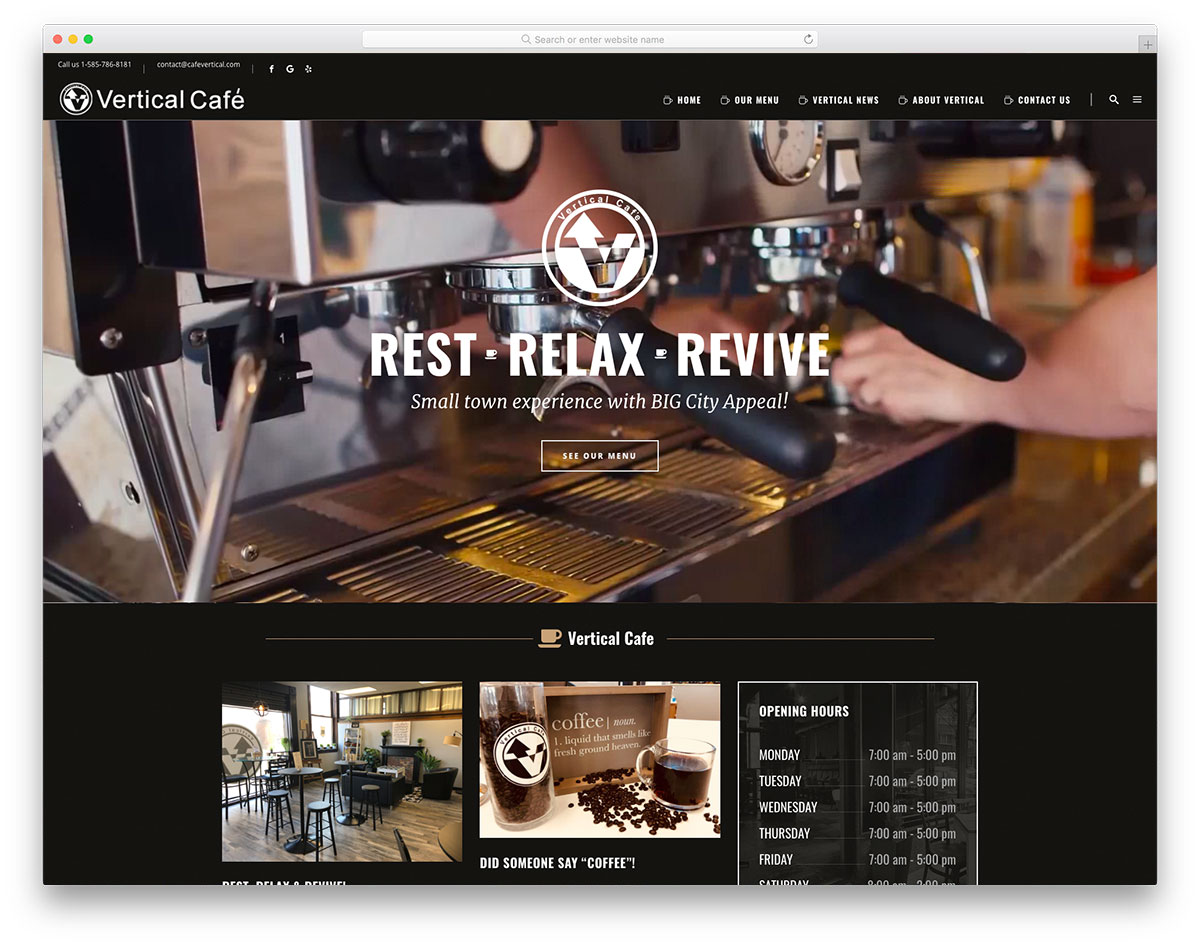 Search or enter website name
Call us 1-585-786-8181
contact@cafevertical.com
Vertical Café
HOME
OUR MENU
VERTICAL NEWS
ABOUT VERTICAL
CONTACT US
Vertical Café
REST RELAX REVIVE
Small town experience with BIG City Appeal!
SEE OUR MENU
Vertical Cafe
Vertical Cafe
coffee| noun.
1. liquid that smells like
fresh ground heaven.
DID SOMEONE SAY “COFFEE”!
REST, RELAX & REVIVE!
OPENING HOURS
MONDAY 7:00 am - 5:00 pm
TUESDAY 7:00 am - 5:00 pm
WEDNESDAY 7:00 am - 5:00 pm
THURSDAY 7:00 am - 5:00 pm
FRIDAY 7:00 am - 5:00 pm
SATURDAY